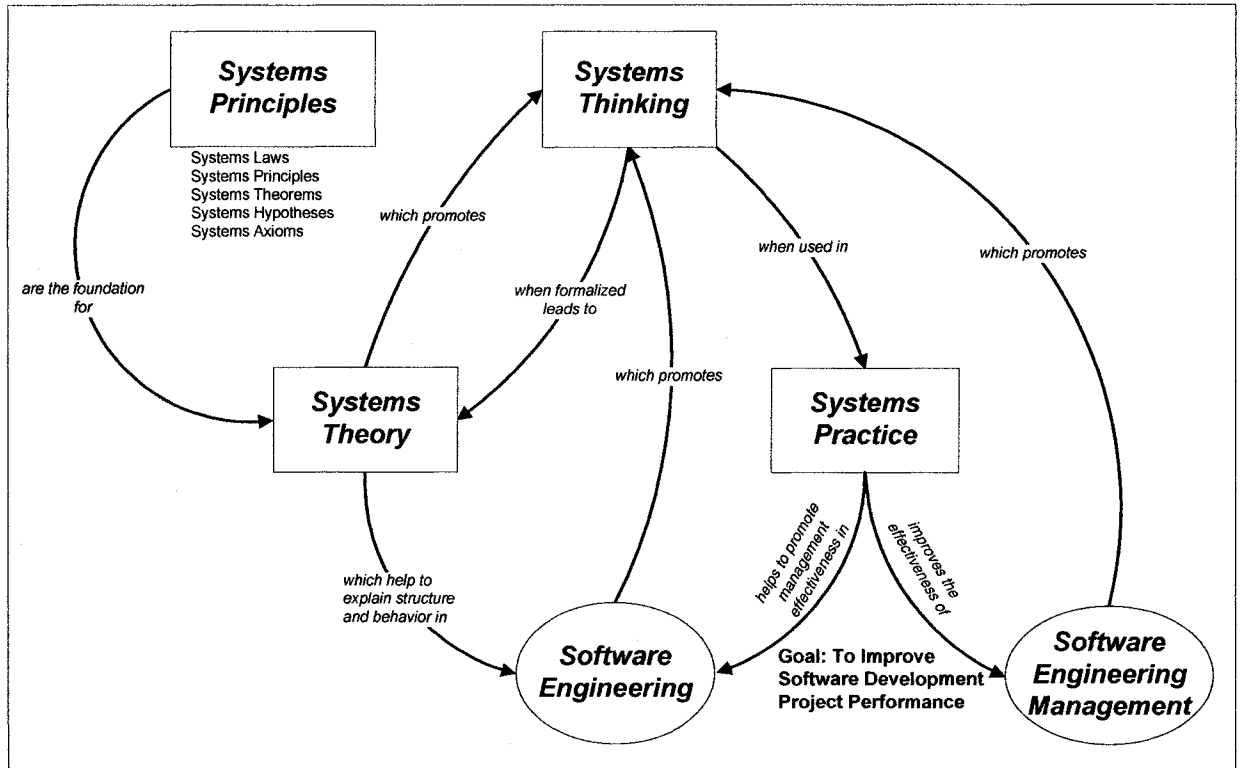 Systems
Principles
Systems Laws
Systems Principles
Systems Theorems
Systems Hypotheses
Systems Axioms
Systems
Thinking
which promotes
when used in
which promotes
are the foundation
for
when formalized
leads to
which promotes
Systems
Theory
Systems
Practice
which help to
explain structure
and behavior in
helps to promote
management
effectiveness in
improves the
effectiveness of
Software
Engineering
Goal: To Improve
Software Development
Project Performance
Software
Engineering
Management